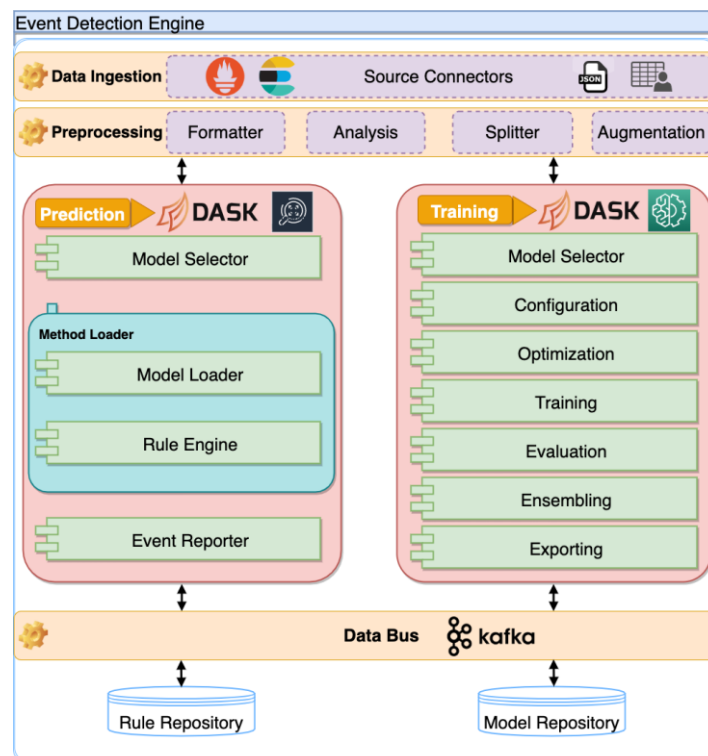 Event Detection Engine
Data Ingestion
Source Connectors
JSON
Preprocessing
Formatter
Analysis
Splitter
Augmentation
Prediction
DASK
Model Selector
Method Loader
Model Loader
Rule Engine
Event Reporter
Training
DASK
Model Selector
Configuration
Optimization
Training
Evaluation
Ensembling
Exporting
Data Bus
kafka
Rule Repository
Model Repository